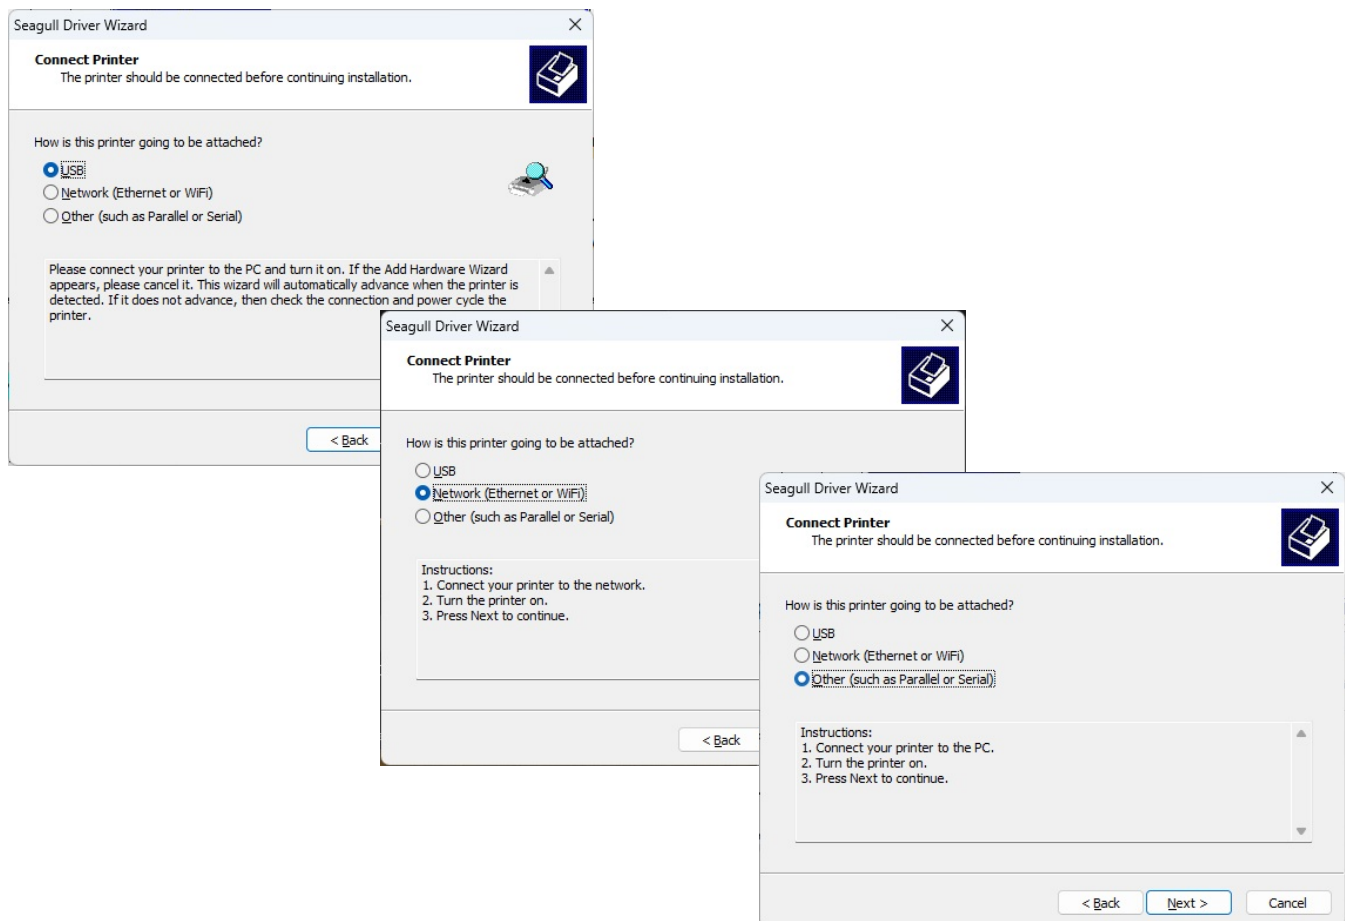 Seagull Driver Wizard
Connect Printer
The printer should be connected before continuing installation.
How is this printer going to be attached?
USB
Network (Ethernet or WiFi)
Other (such as Parallel or Serial)
Please connect your printer to the PC and turn it on. If the Add Hardware Wizard
appears, please cancel it. This wizard will automatically advance when the printer is
detected. If it does not advance, then check the connection and power cycle the
printer.
< Back
Seagull Driver Wizard
Connect Printer
The printer should be connected before continuing installation.
How is this printer going to be attached?
USB
Network (Ethernet or WiFi)
Other (such as Parallel or Serial)
Instructions:
1. Connect your printer to the network.
2. Turn the printer on.
3. Press Next to continue.
< Back
Seagull Driver Wizard
Connect Printer
The printer should be connected before continuing installation.
How is this printer going to be attached?
USB
Network (Ethernet or WiFi)
Other (such as Parallel or Serial)
Instructions:
1. Connect your printer to the PC.
2. Turn the printer on.
3. Press Next to continue.
< Back Next > Cancel